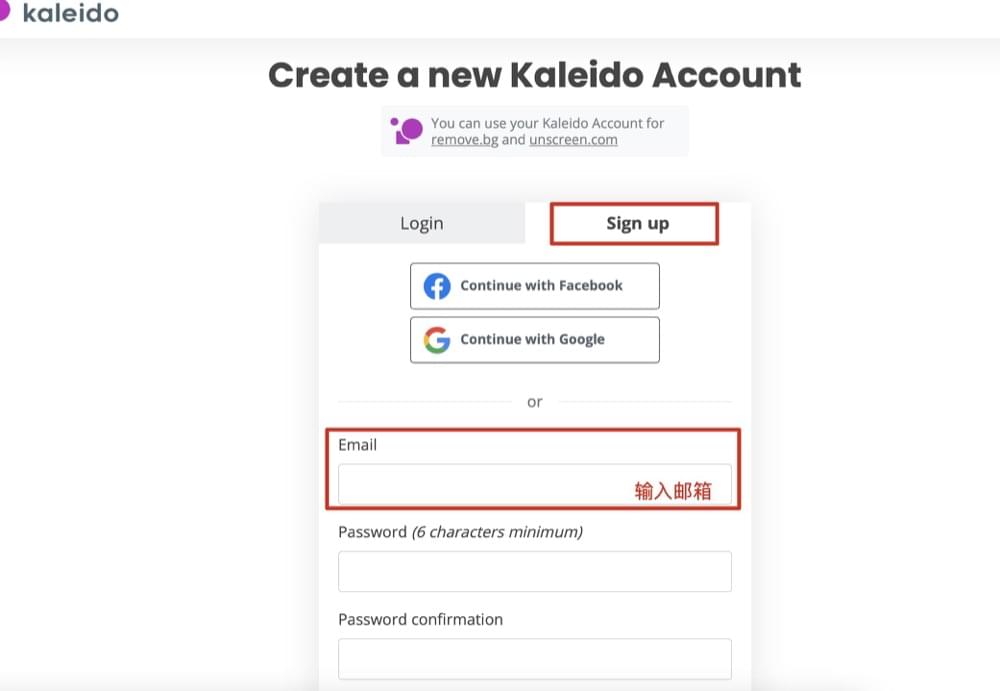 kaleido
Create a new Kaleido Account
You can use your Kaleido Account for
remove.bg and unscreen.com
Login
Sign up
Continue with Facebook
Continue with Google
or
Email
输入邮箱
Password (6 characters minimum)
Password confirmation